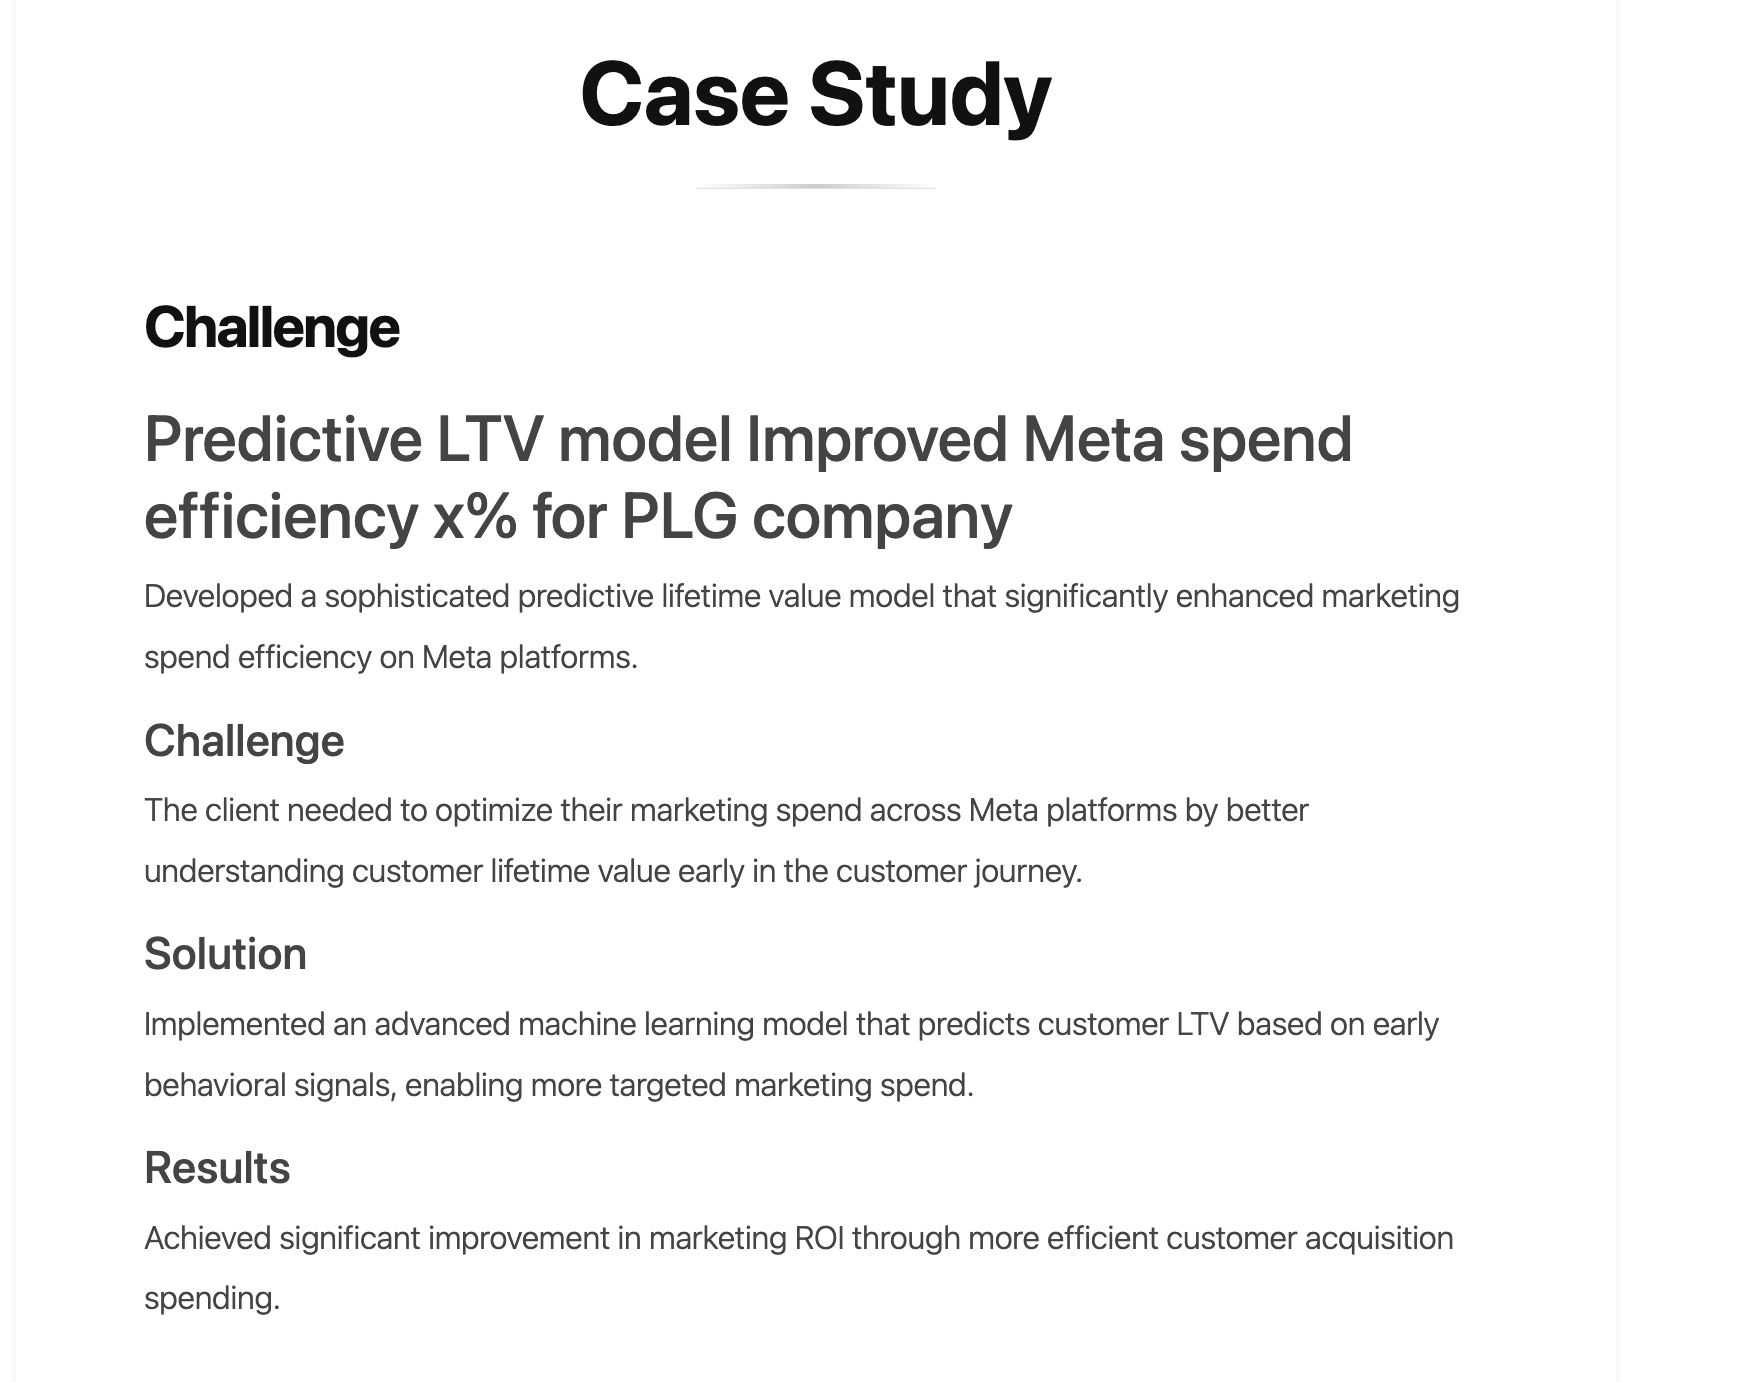 Case Study
Challenge
Predictive LTV model Improved Meta spend
efficiency x% for PLG company
Developed a sophisticated predictive lifetime value model that significantly enhanced marketing
spend efficiency on Meta platforms.
Challenge
The client needed to optimize their marketing spend across Meta platforms by better
understanding customer lifetime value early in the customer journey.
Solution
Implemented an advanced machine learning model that predicts customer LTV based on early
behavioral signals, enabling more targeted marketing spend.
Results
Achieved significant improvement in marketing ROI through more efficient customer acquisition
spending.